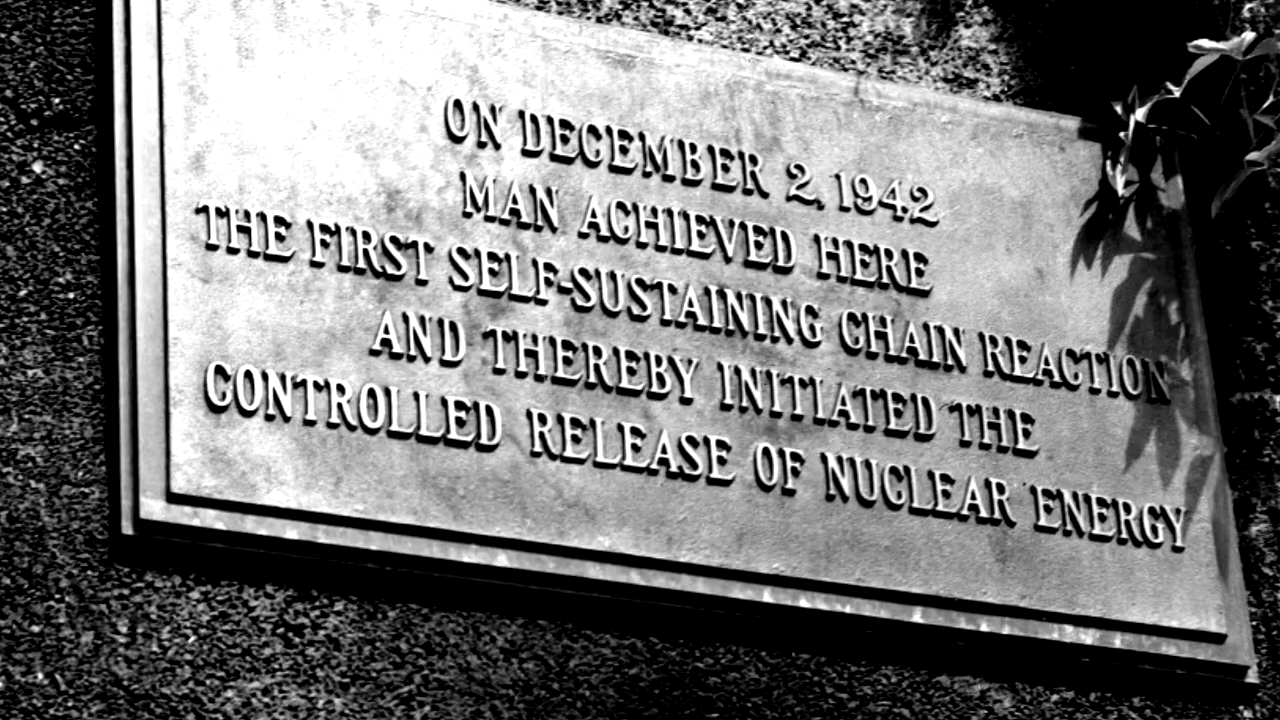 ON DECEMBER 2, 1942
MAN ACHIEVED HERE
THE FIRST SELF-SUSTAINING CHAIN REACTION
AND THEREBY INITIATED THE
CONTROLLED RELEASE OF NUCLEAR ENERGY